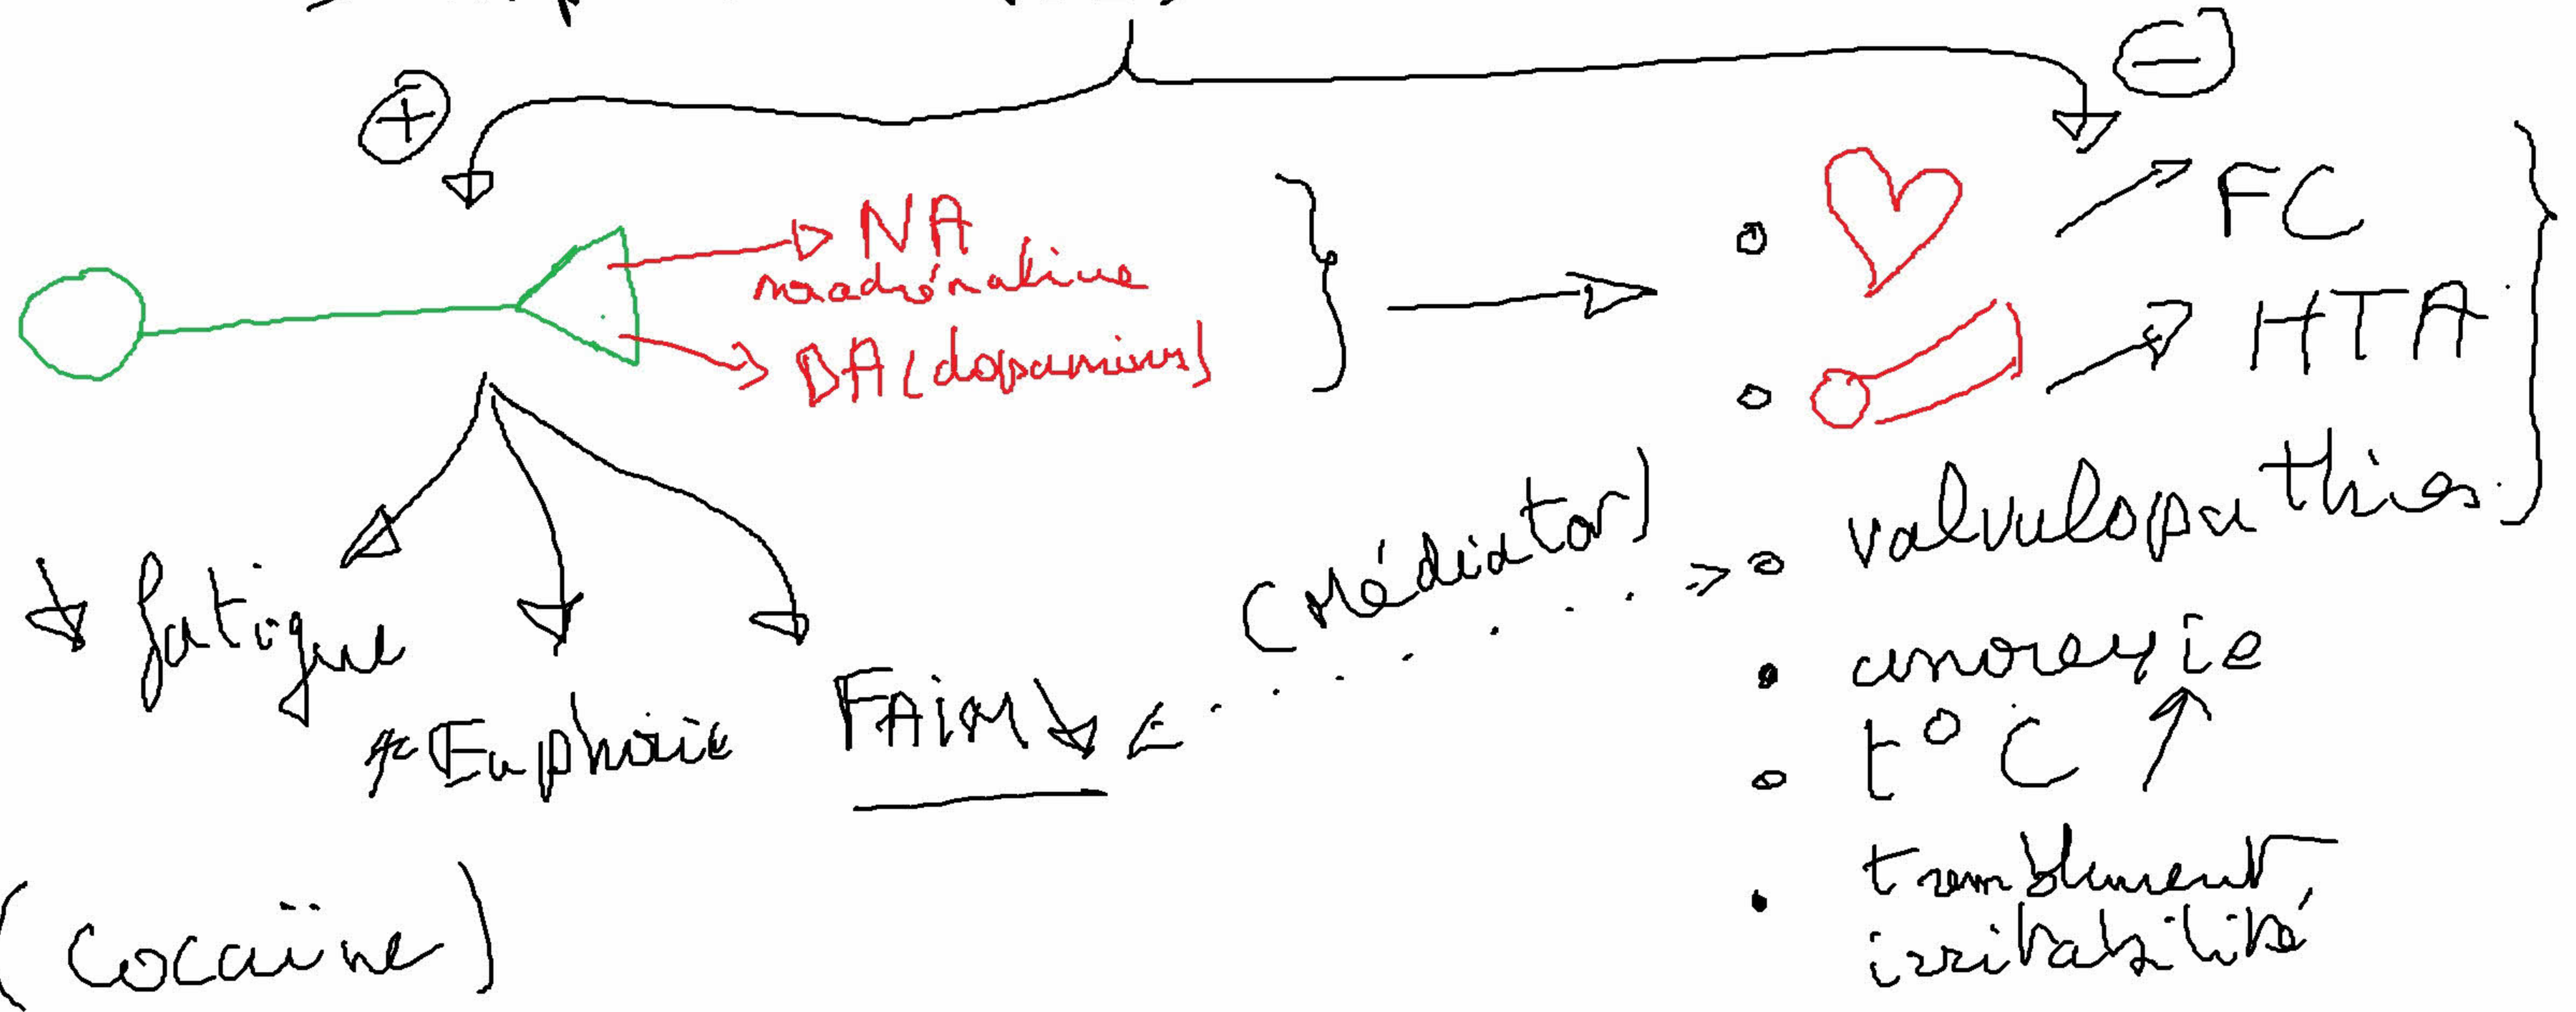 +
−
NA
noradrénaline
DA (dopamine)
FC
HTA
valvulopathies
(Médiator)
anorexie
t°C
tremblement
irritabilité
fatigue
Euphorie
FAIM
(Cocaïne)